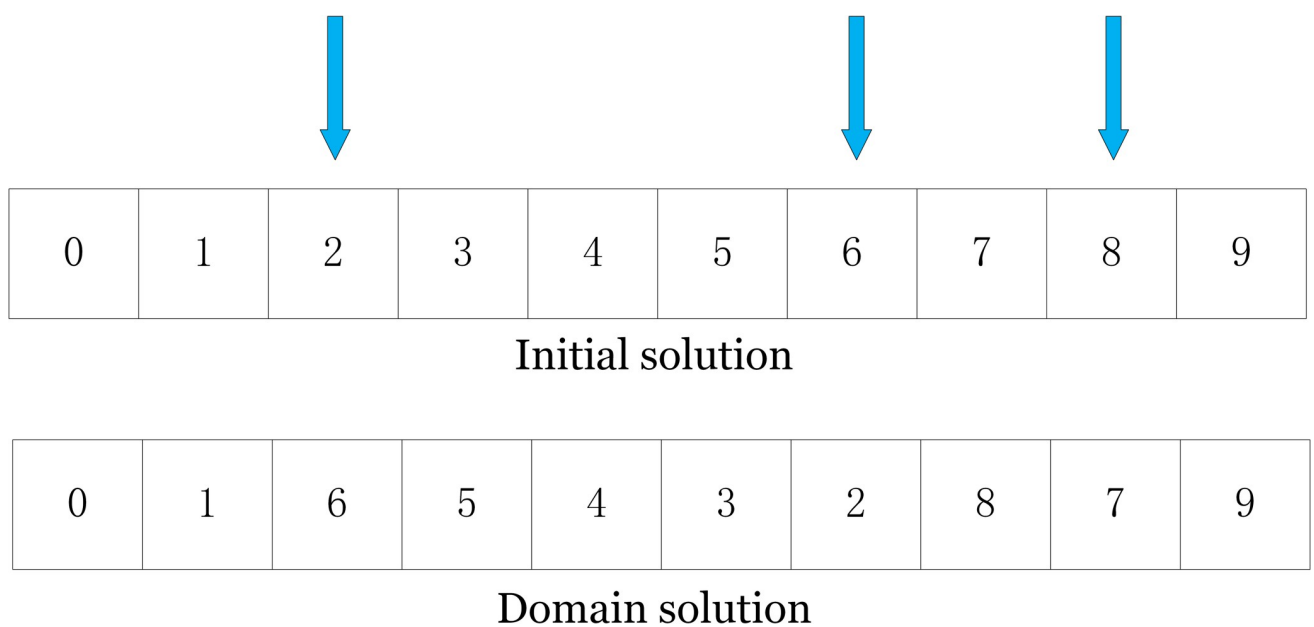 0 1 2 3 4 5 6 7 8 9
Initial solution
0 1 6 5 4 3 2 8 7 9
Domain solution